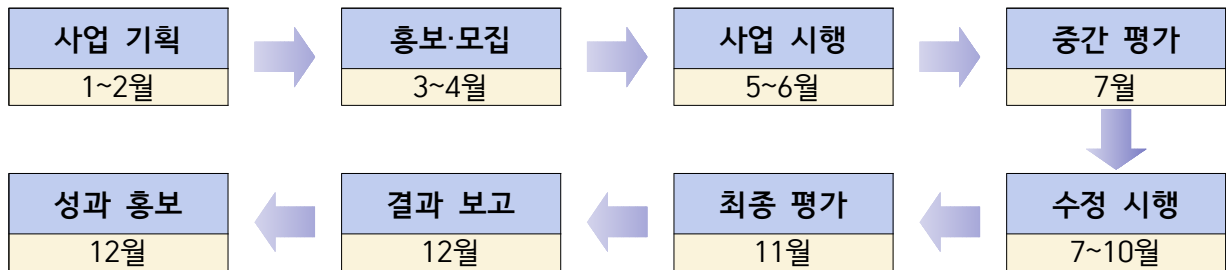 사업 기획
1~2월
홍보·모집
3~4월
사업 시행
5~6월
중간 평가
7월
수정 시행
7~10월
최종 평가
11월
결과 보고
12월
성과 홍보
12월